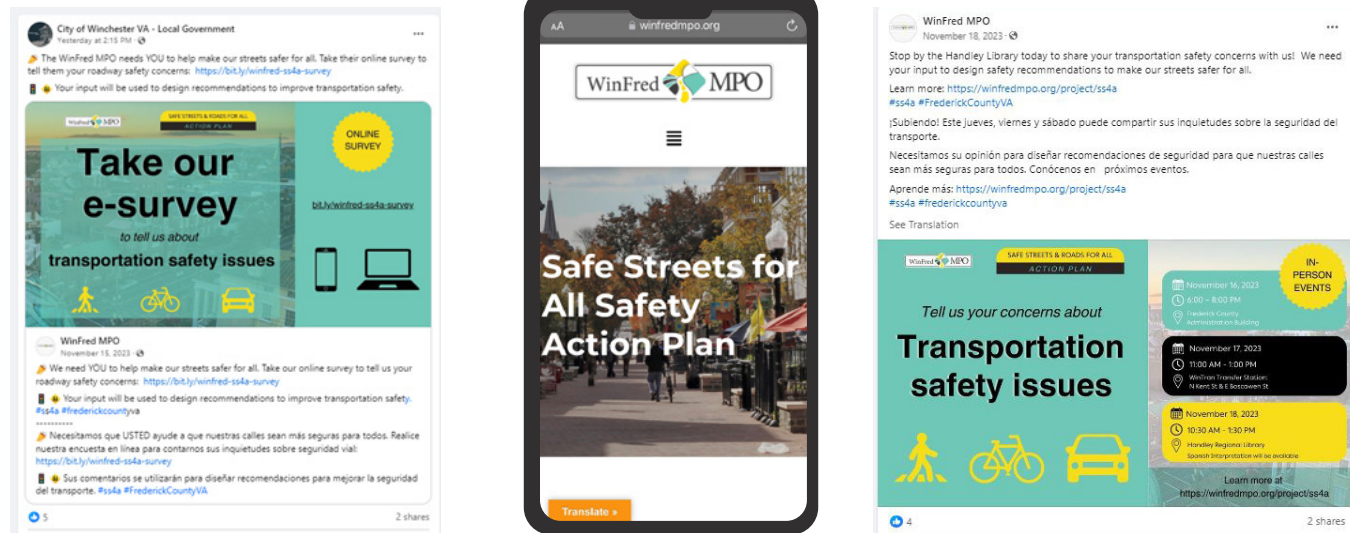 City of Winchester VA - Local Government
Yesterday at 2:15 PM ·
The WinFred MPO needs YOU to help make our streets safer for all. Take their online survey to
tell them your roadway safety concerns: https://bit.ly/winfred-ss4a-survey
Your input will be used to design recommendations to improve transportation safety.
WinFred MPO
SAFE STREETS & ROADS FOR ALL
ACTION PLAN
Take our
e-survey
to tell us about
transportation safety issues
ONLINE
SURVEY
bit.ly/winfred-ss4a-survey
WinFred MPO
November 15, 2023 ·
We need YOU to help make our streets safer for all. Take our online survey to tell us your
roadway safety concerns: https://bit.ly/winfred-ss4a-survey
Your input will be used to design recommendations to improve transportation safety.
#ss4a #frederickcountyva
----------
Necesitamos que USTED ayude a que nuestras calles sean más seguras para todos. Realice
nuestra encuesta en línea para contarnos sus inquietudes sobre seguridad vial:
https://bit.ly/winfred-ss4a-survey
Sus comentarios se utilizarán para diseñar recomendaciones para mejorar la seguridad
del transporte. #ss4a #FrederickCountyVA
5
2 shares
AA winfredmpo.org
WinFred MPO
Safe Streets for
All Safety
Action Plan
Translate »
WinFred MPO
November 18, 2023 ·
Stop by the Handley Library today to share your transportation safety concerns with us! We need
your input to design safety recommendations to make our streets safer for all.
Learn more: https://winfredmpo.org/project/ss4a
#ss4a #FrederickCountyVA
¡Subiendo! Este jueves, viernes y sábado puede compartir sus inquietudes sobre la seguridad del
transporte.
Necesitamos su opinión para diseñar recomendaciones de seguridad para que nuestras calles
sean más seguras para todos. Conócenos en próximos eventos.
Aprende más: https://winfredmpo.org/project/ss4a
#ss4a #frederickcountyva
See Translation
WinFred MPO
SAFE STREETS & ROADS FOR ALL
ACTION PLAN
Tell us your concerns about
Transportation
safety issues
IN-
PERSON
EVENTS
November 16, 2023
6:00 - 8:00 PM
Frederick County
Administration Building
November 17, 2023
11:00 AM - 1:00 PM
WinTran Transfer Station:
N Kent St & E Boscawen St.
November 18, 2023
10:30 AM - 1:30 PM
Handley Regional Library
Spanish Interpretation will be available
Learn more at
https://winfredmpo.org/project/ss4a
4
2 shares